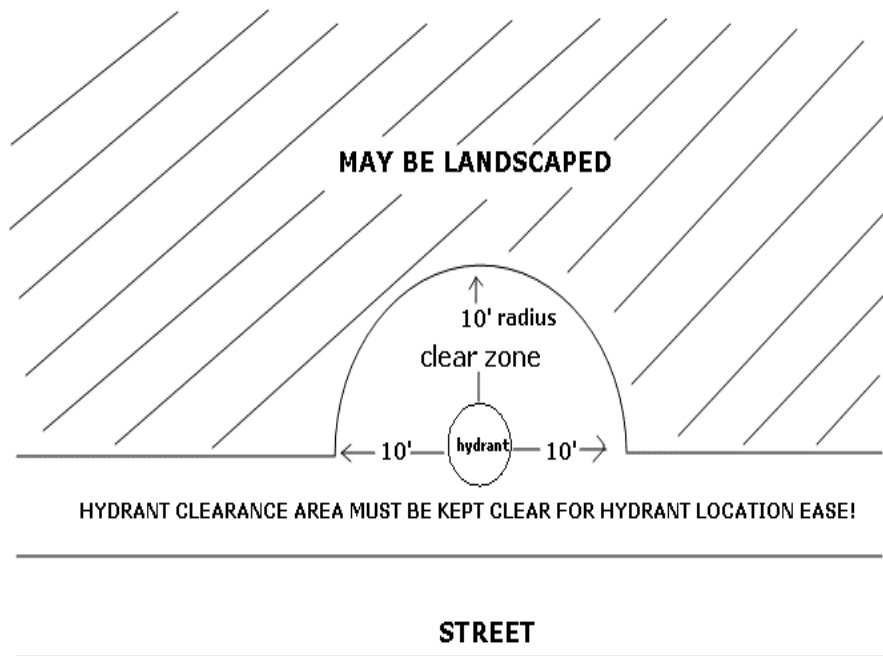 MAY BE LANDSCAPED
10' radius
clear zone
10' hydrant 10'
HYDRANT CLEARANCE AREA MUST BE KEPT CLEAR FOR HYDRANT LOCATION EASE!
STREET